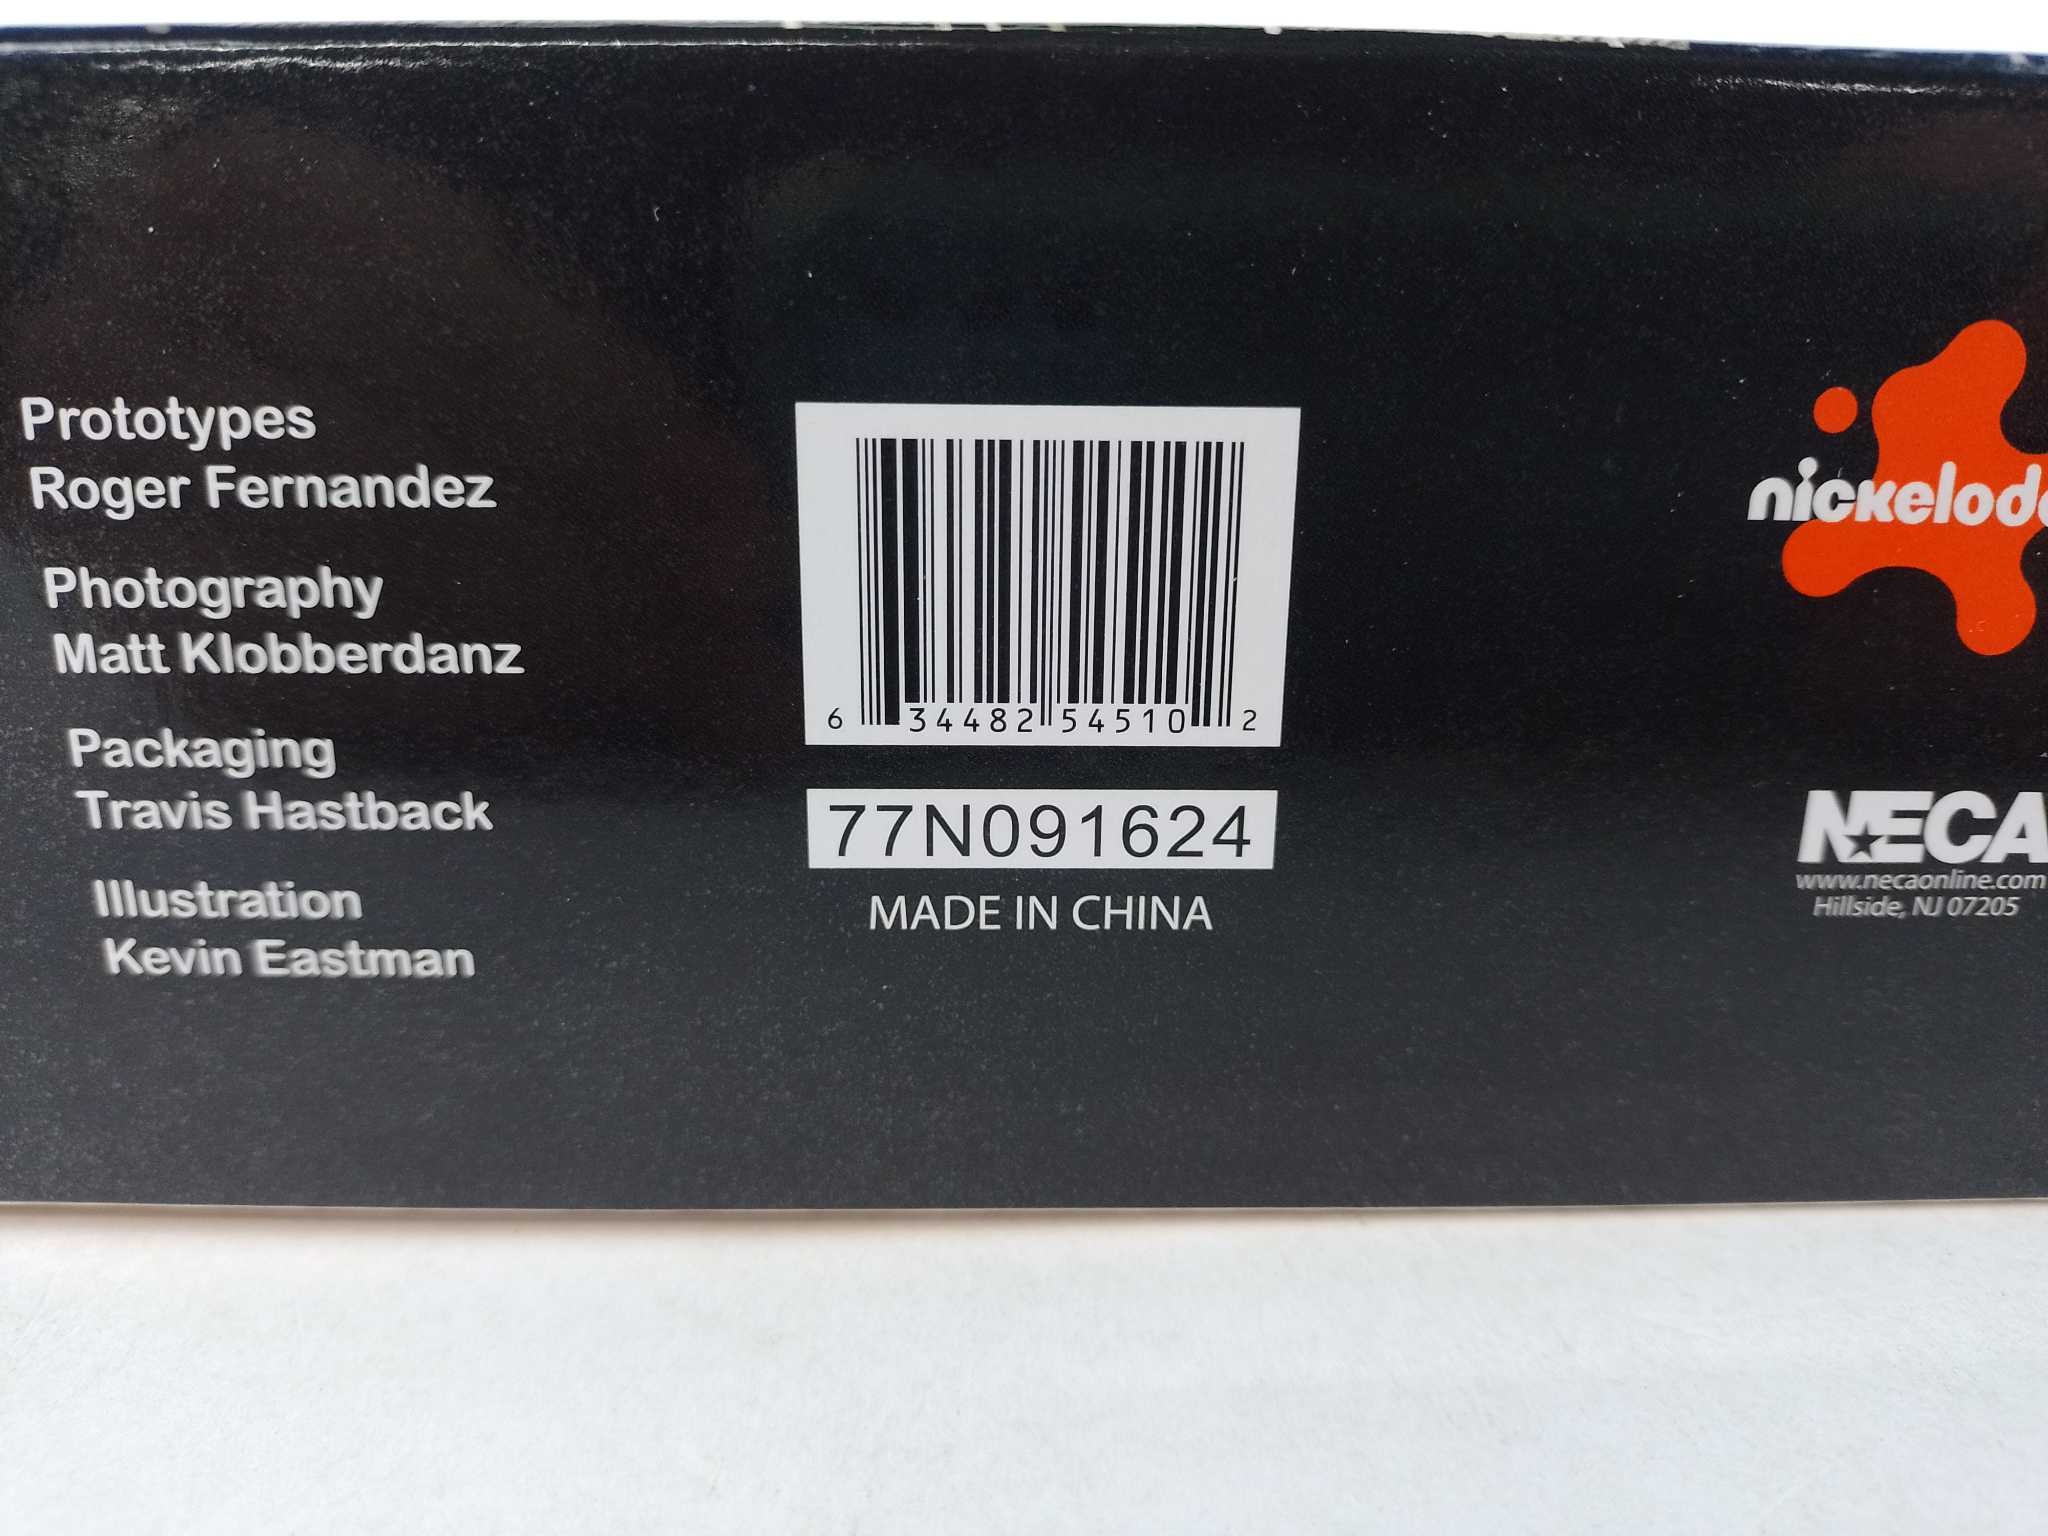 Prototypes
Roger Fernandez
Photography
Matt Klobberdanz
Packaging
Travis Hastback
Illustration
Kevin Eastman
6 34482 54510 2
77N091624
MADE IN CHINA
nickelod
NECA
www.necaonline.com
Hillside, NJ 07205